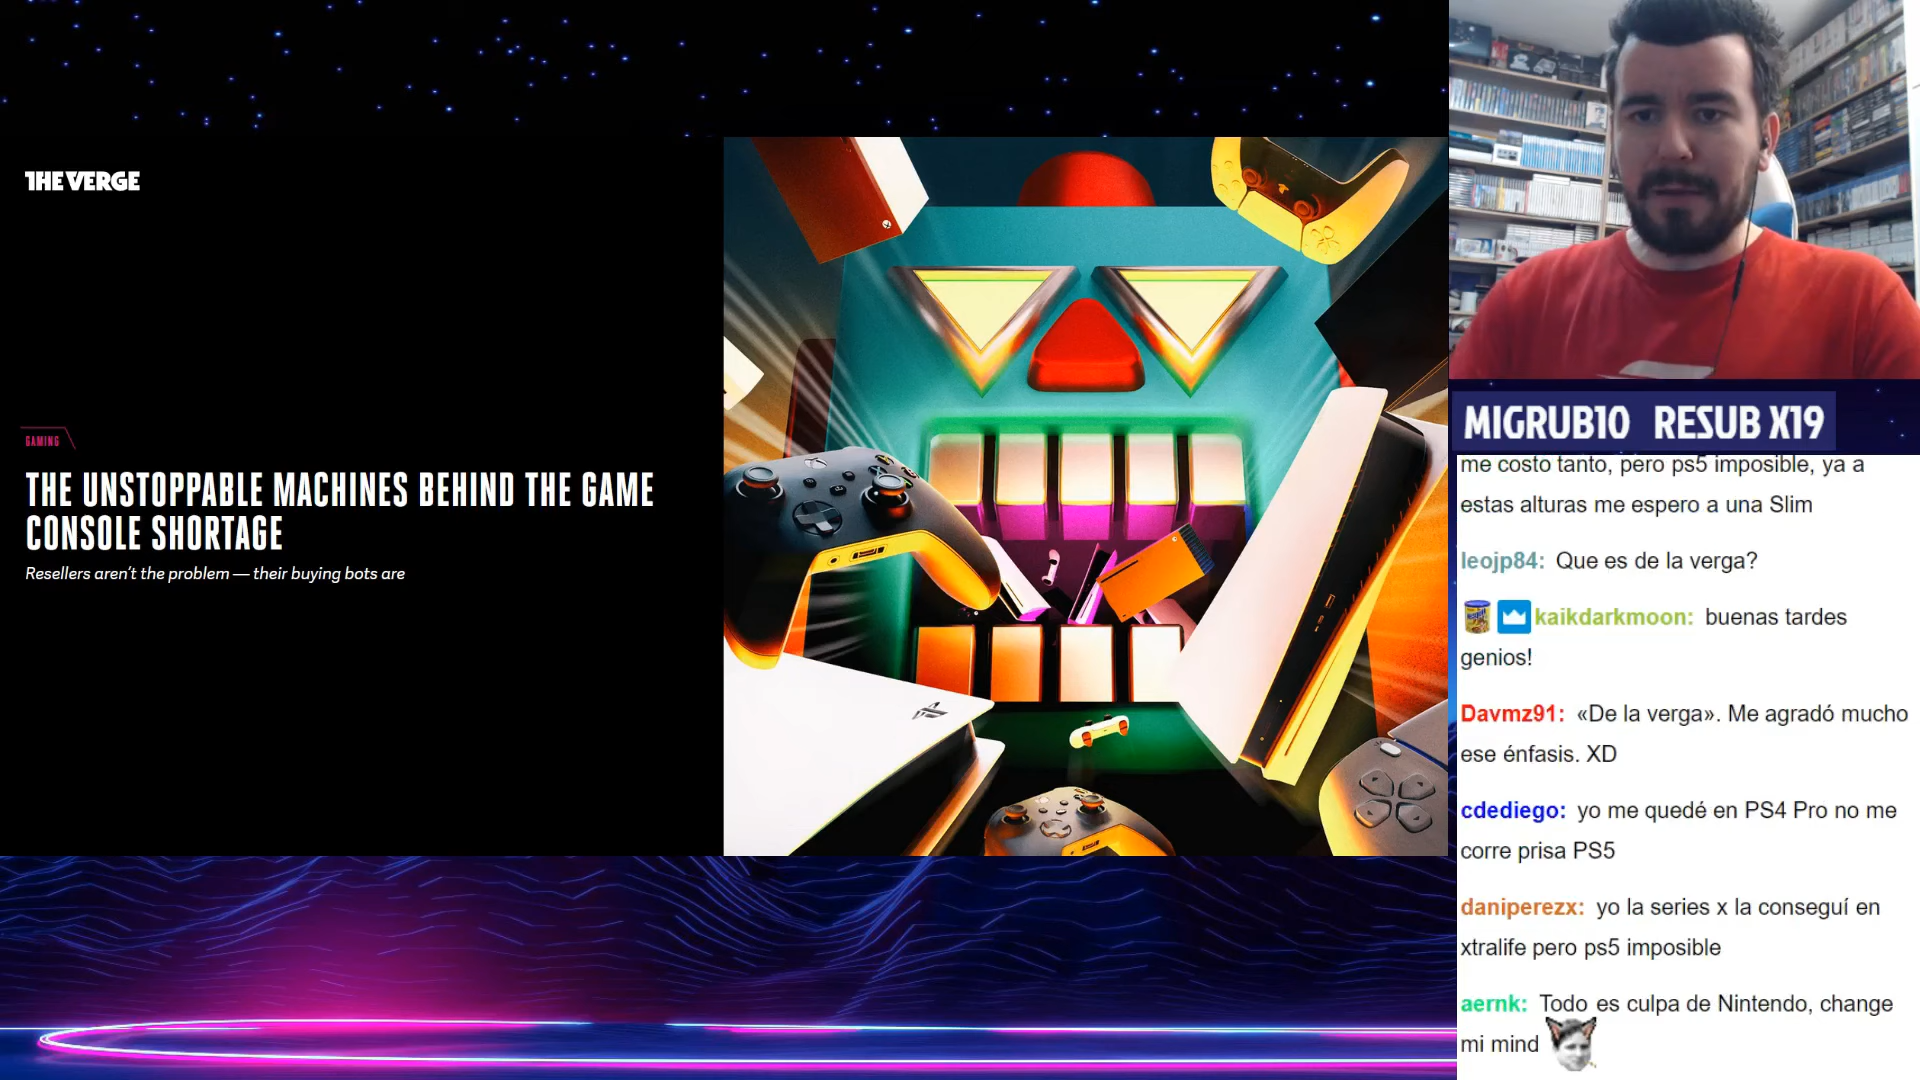 THE VERGE
GAMING
THE UNSTOPPABLE MACHINES BEHIND THE GAME
CONSOLE SHORTAGE
Resellers aren't the problem — their buying bots are
MIGRUB10 RESUB X19
me costo tanto, pero ps5 imposible, ya a
estas alturas me espero a una Slim
leojp84: Que es de la verga?
kaikdarkmoon: buenas tardes
genios!
Davmz91: «De la verga». Me agradó mucho
ese énfasis. XD
cdediego: yo me quedé en PS4 Pro no me
corre prisa PS5
daniperezx: yo la series x la conseguí en
xtralife pero ps5 imposible
aernk: Todo es culpa de Nintendo, change
mi mind